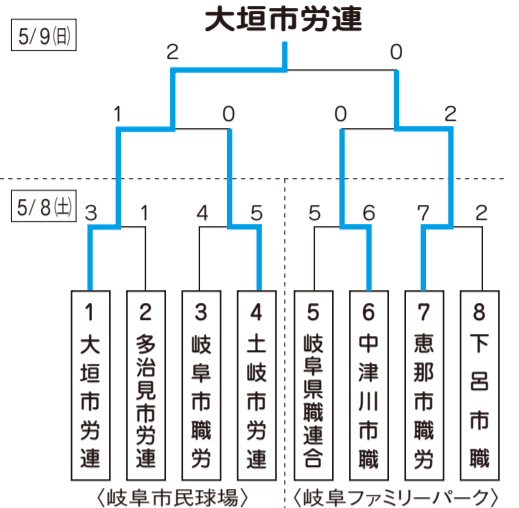 大垣市労連
5/9㈰
2 0
1 0 0 2
5/8㈯
3 1 4 5 5 6 7 2
1 大垣市労連
2 多治見市労連
3 岐阜市職労
4 土岐市労連
5 岐阜県職連合
6 中津川市職
7 恵那市職労
8 下呂市職
〈岐阜市民球場〉
〈岐阜ファミリーパーク〉